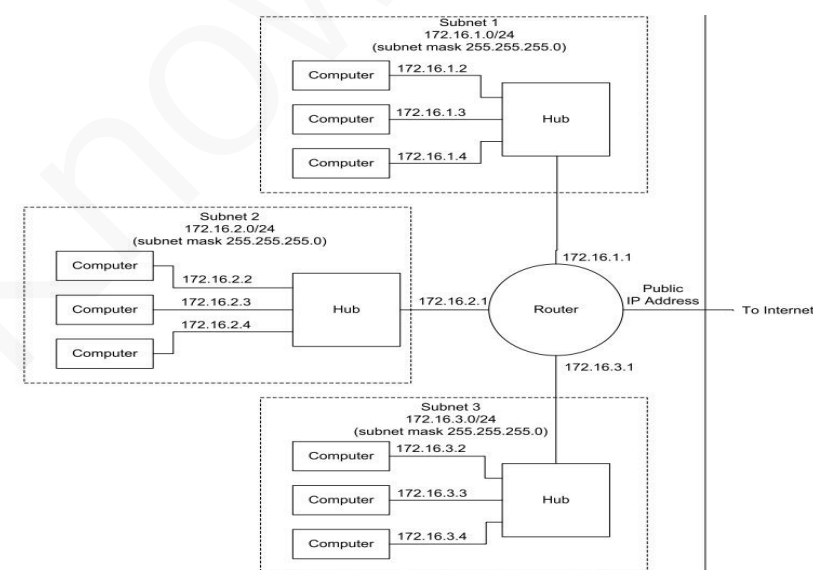 Subnet 1
172.16.1.0/24
(subnet mask 255.255.255.0)
Computer
172.16.1.2
Computer
172.16.1.3
Computer
172.16.1.4
Hub
172.16.1.1
Subnet 2
172.16.2.0/24
(subnet mask 255.255.255.0)
Computer
172.16.2.2
Computer
172.16.2.3
Computer
172.16.2.4
Hub
172.16.2.1
Router
Public
IP Address
To Internet
172.16.3.1
Subnet 3
172.16.3.0/24
(subnet mask 255.255.255.0)
Computer
172.16.3.2
Computer
172.16.3.3
Computer
172.16.3.4
Hub